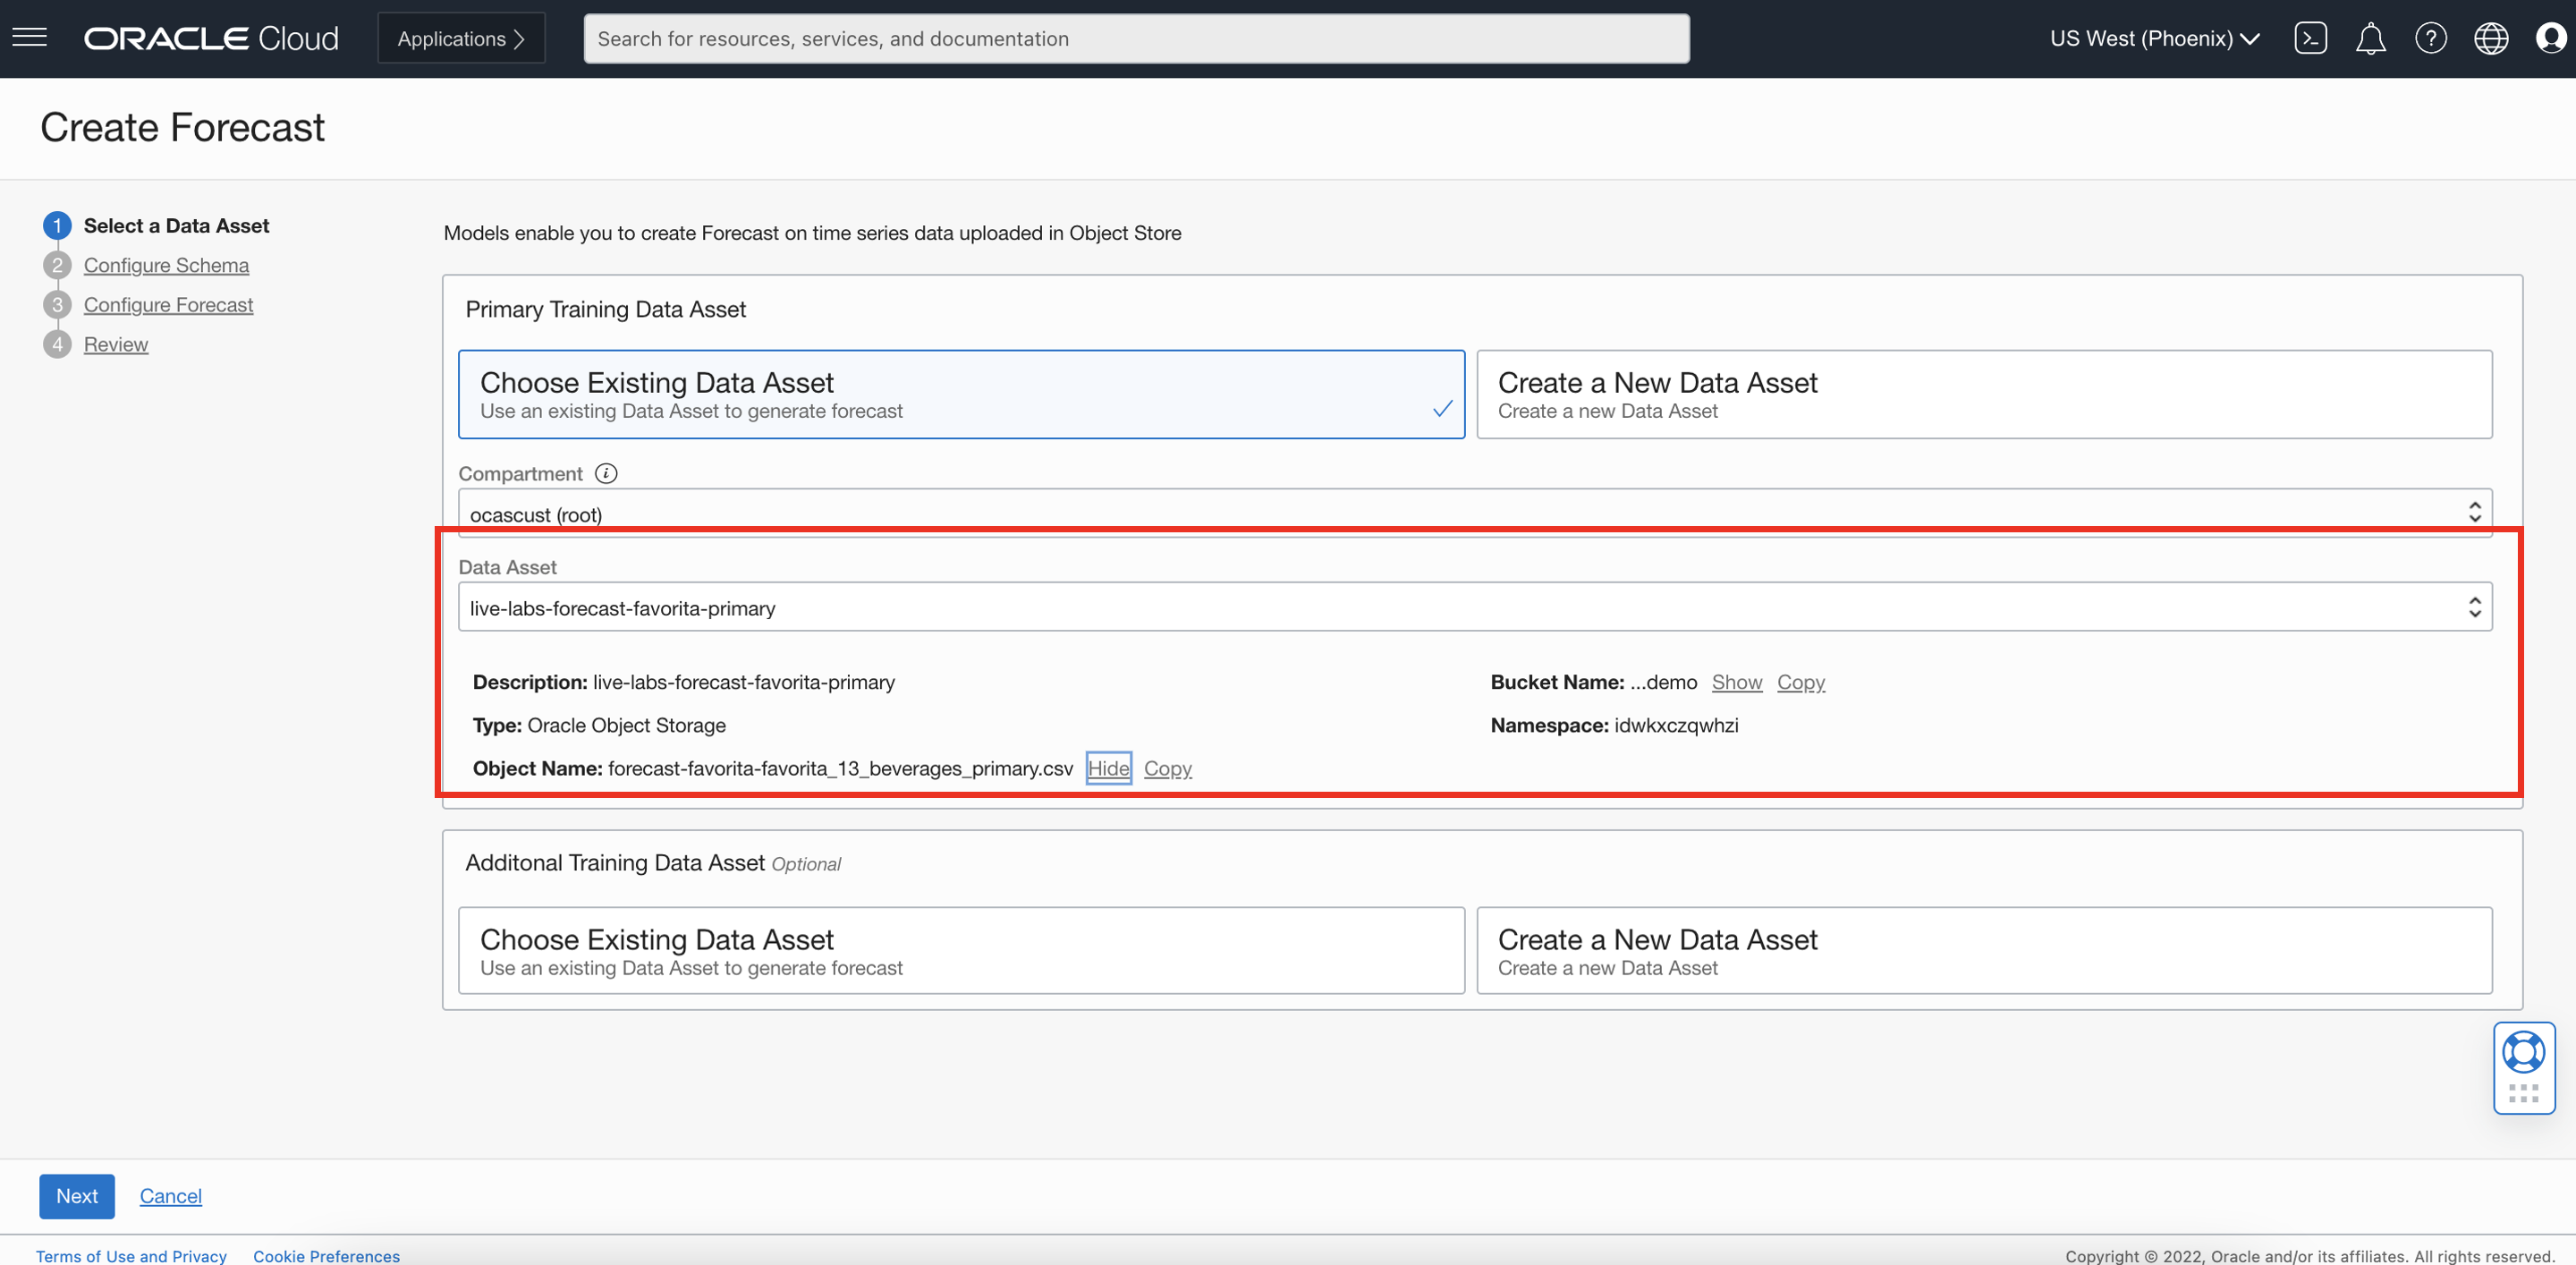 ORACLE Cloud
Applications
Search for resources, services, and documentation
US West (Phoenix)
Create Forecast
1 Select a Data Asset
2 Configure Schema
3 Configure Forecast
4 Review
Models enable you to create Forecast on time series data uploaded in Object Store
Primary Training Data Asset
Choose Existing Data Asset
Use an existing Data Asset to generate forecast
Create a New Data Asset
Create a new Data Asset
Compartment i
ocascust (root)
Data Asset
live-labs-forecast-favorita-primary
Description: live-labs-forecast-favorita-primary
Bucket Name: ...demo Show Copy
Type: Oracle Object Storage
Namespace: idwkxczqwhzi
Object Name: forecast-favorita-favorita_13_beverages_primary.csv Hide Copy
Additonal Training Data Asset Optional
Choose Existing Data Asset
Use an existing Data Asset to generate forecast
Create a New Data Asset
Create a new Data Asset
Next Cancel
Terms of Use and Privacy Cookie Preferences
Copyright © 2022, Oracle and/or its affiliates. All rights reserved.